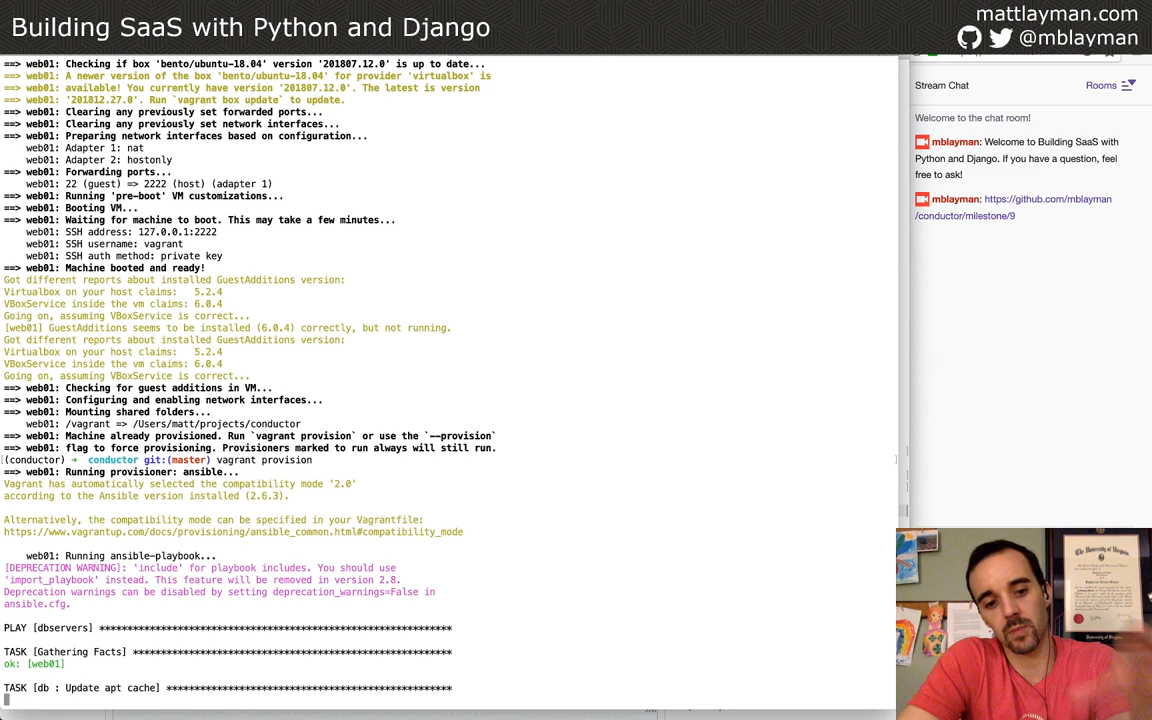 Building SaaS with Python and Django
mattlayman.com
@mblayman
==> web01: Checking if box 'bento/ubuntu-18.04' version '201807.12.0' is up to date...
==> web01: A newer version of the box 'bento/ubuntu-18.04' for provider 'virtualbox' is
==> web01: available! You currently have version '201807.12.0'. The latest is version
==> web01: '201812.27.0'. Run `vagrant box update` to update.
==> web01: Clearing any previously set forwarded ports...
==> web01: Clearing any previously set network interfaces...
==> web01: Preparing network interfaces based on configuration...
web01: Adapter 1: nat
web01: Adapter 2: hostonly
==> web01: Forwarding ports...
web01: 22 (guest) => 2222 (host) (adapter 1)
==> web01: Running 'pre-boot' VM customizations...
==> web01: Booting VM...
==> web01: Waiting for machine to boot. This may take a few minutes...
web01: SSH address: 127.0.0.1:2222
web01: SSH username: vagrant
web01: SSH auth method: private key
==> web01: Machine booted and ready!
Got different reports about installed GuestAdditions version:
Virtualbox on your host claims:   5.2.4
VBoxService inside the vm claims: 6.0.4
Going on, assuming VBoxService is correct...
[web01] GuestAdditions seems to be installed (6.0.4) correctly, but not running.
Got different reports about installed GuestAdditions version:
Virtualbox on your host claims:   5.2.4
VBoxService inside the vm claims: 6.0.4
Going on, assuming VBoxService is correct...
==> web01: Checking for guest additions in VM...
==> web01: Configuring and enabling network interfaces...
==> web01: Mounting shared folders...
web01: /vagrant => /Users/matt/projects/conductor
==> web01: Machine already provisioned. Run `vagrant provision` or use the `--provision`
==> web01: flag to force provisioning. Provisioners marked to run always will still run.
(conductor) ➜  conductor git:(master) vagrant provision
==> web01: Running provisioner: ansible...
Vagrant has automatically selected the compatibility mode '2.0'
according to the Ansible version installed (2.6.3).
Alternatively, the compatibility mode can be specified in your Vagrantfile:
https://www.vagrantup.com/docs/provisioning/ansible_common.html#compatibility_mode
web01: Running ansible-playbook...
[DEPRECATION WARNING]: 'include' for playbook includes. You should use
'import_playbook' instead. This feature will be removed in version 2.8.
Deprecation warnings can be disabled by setting deprecation_warnings=False in
ansible.cfg.
PLAY [dbservers] ***************************************************************
TASK [Gathering Facts] *********************************************************
ok: [web01]
TASK [db : Update apt cache] ***************************************************
Stream Chat
Rooms
Welcome to the chat room!
mblayman: Welcome to Building SaaS with
Python and Django. If you have a question, feel
free to ask!
mblayman: https://github.com/mblayman
/conductor/milestone/9
The University of Virginia